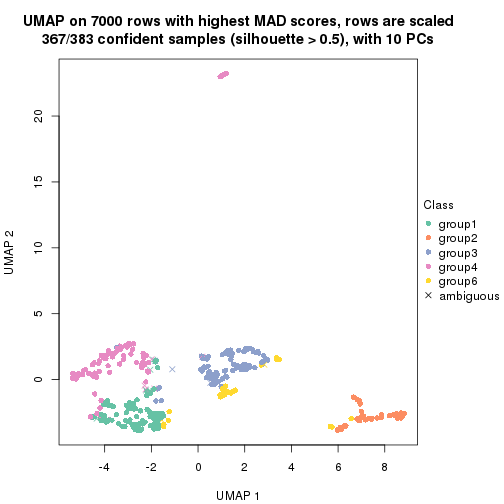 UMAP on 7000 rows with highest MAD scores, rows are scaled
367/383 confident samples (silhouette > 0.5), with 10 PCs
20
15
10
5
0
UMAP 2
-4
-2
0
2
4
6
8
UMAP 1
Class
group1
group2
group3
group4
group6
ambiguous